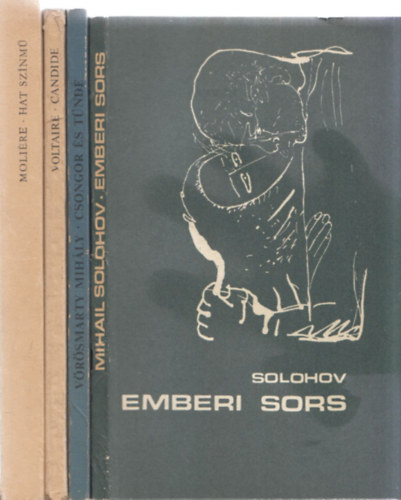 MOLIÈRE · HAT SZÍNMŰ
VOLTAIRE · CANDIDE
VÖRÖSMARTY MIHÁLY · CSONGOR ÉS TÜNDE
MIHAIL SOLOHOV · EMBERI SORS
SOLOHOV
EMBERI SORS